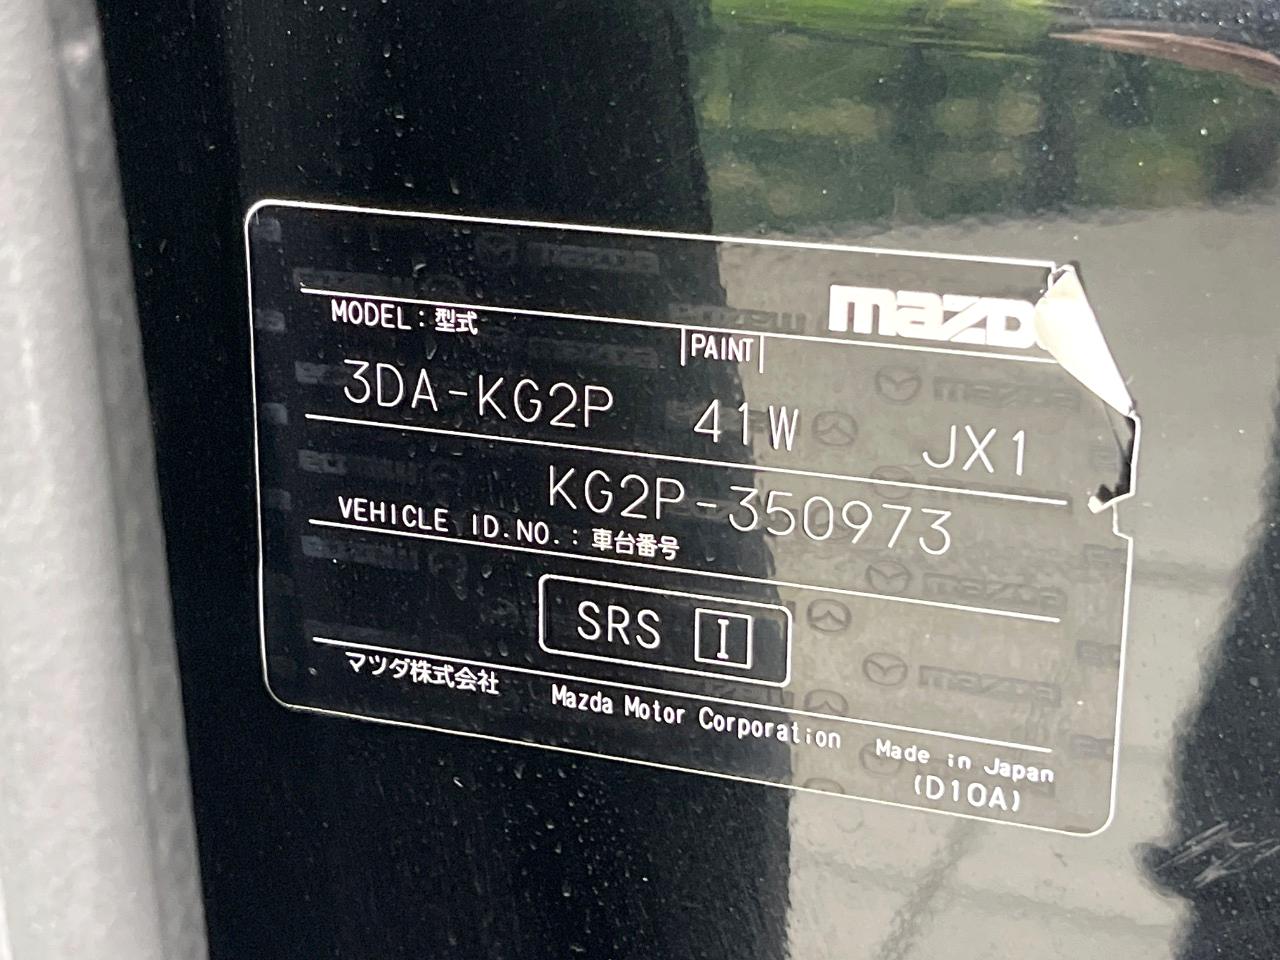 mazd
MODEL：型式
PAINT
3DA-KG2P 41W JX1
KG2P-350973
VEHICLE ID.NO.：車台番号
SRS I
マツダ株式会社 Mazda Motor Corporation Made in Japan
(D10A)